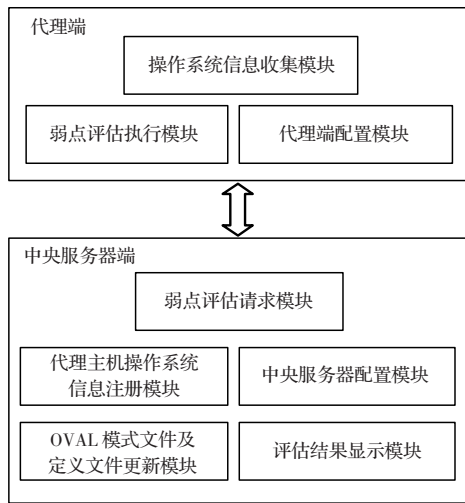 代理端
操作系统信息收集模块
弱点评估执行模块
代理端配置模块
中央服务器端
弱点评估请求模块
代理主机操作系统
信息注册模块
中央服务器配置模块
OVAL 模式文件及
定义文件更新模块
评估结果显示模块